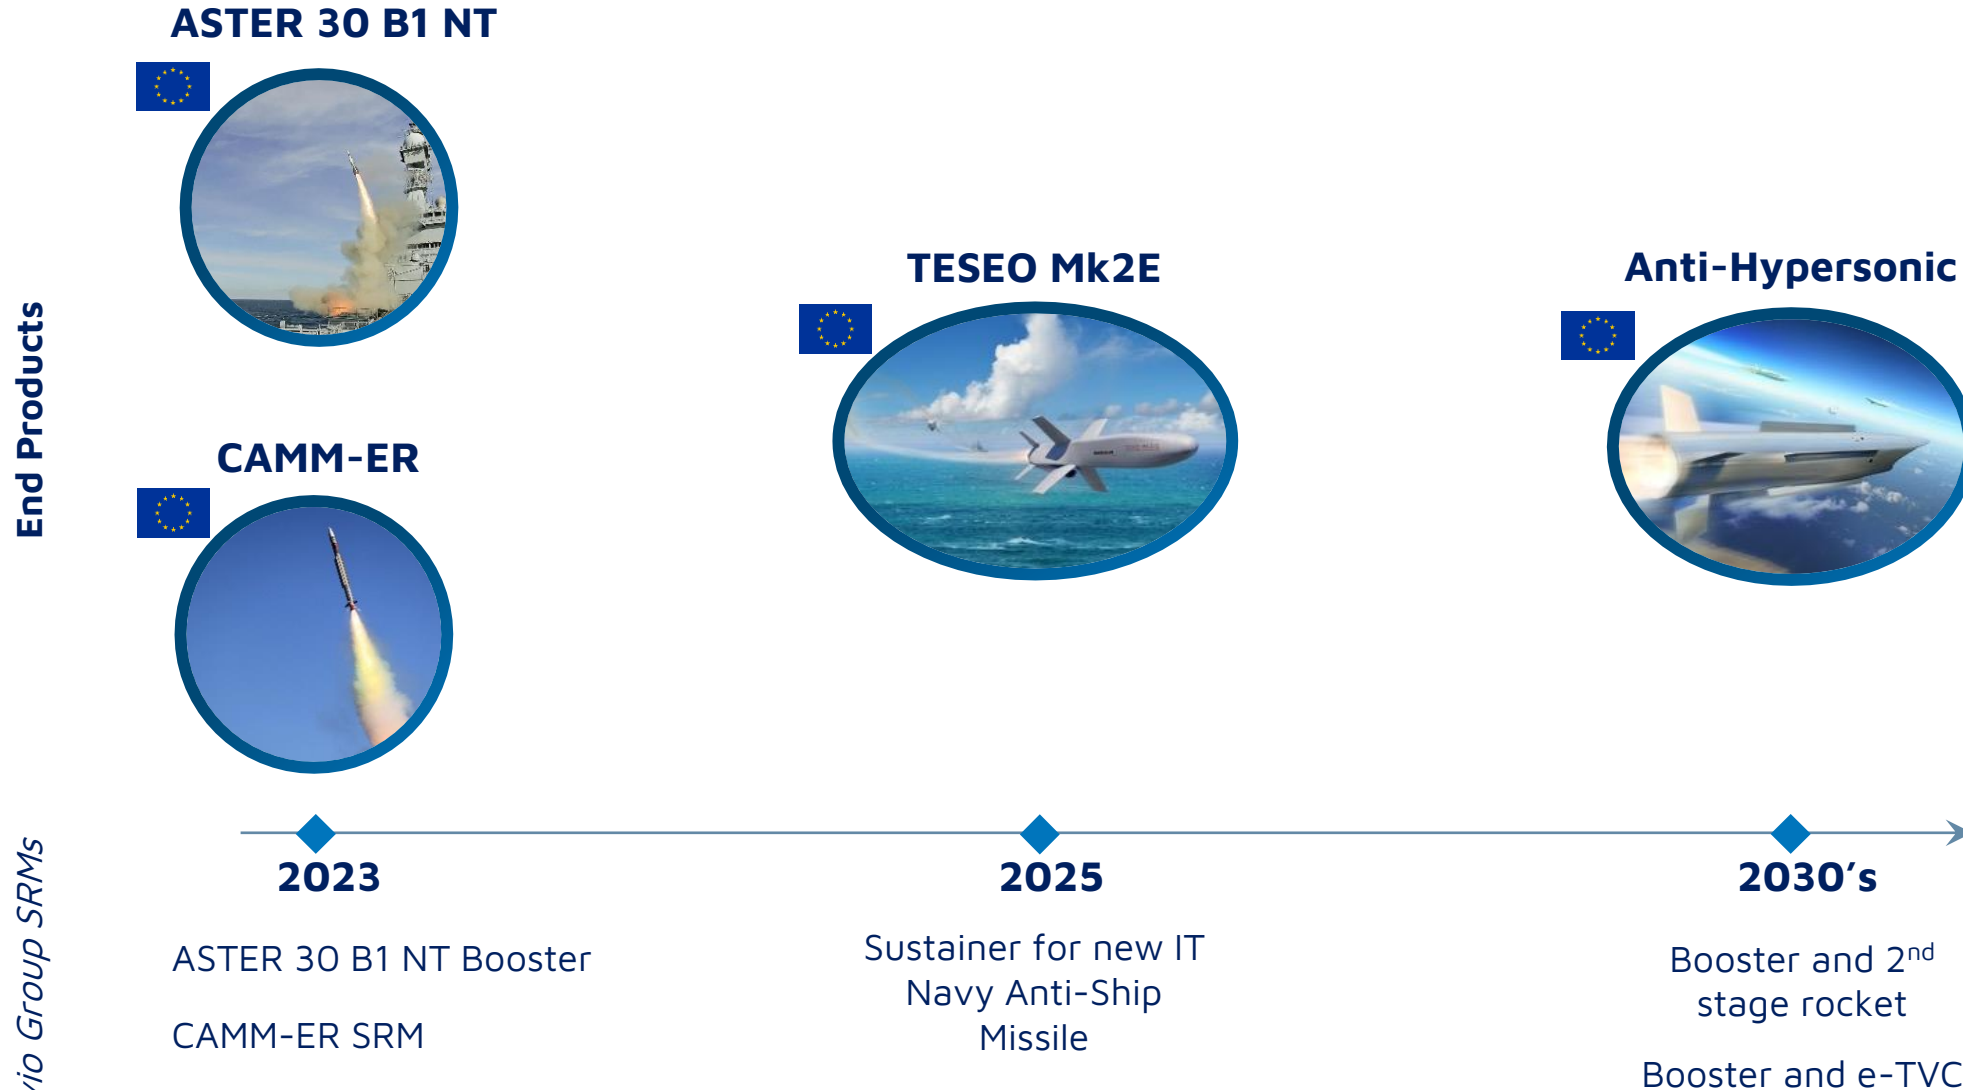 ASTER 30 B1 NT
TESEO Mk2E
Anti-Hypersonic
End Products
CAMM-ER
2023
2025
2030’s
Group SRMs
ASTER 30 B1 NT Booster
CAMM-ER SRM
Sustainer for new IT
Navy Anti-Ship
Missile
Booster and 2nd
stage rocket
Booster and e-TVC